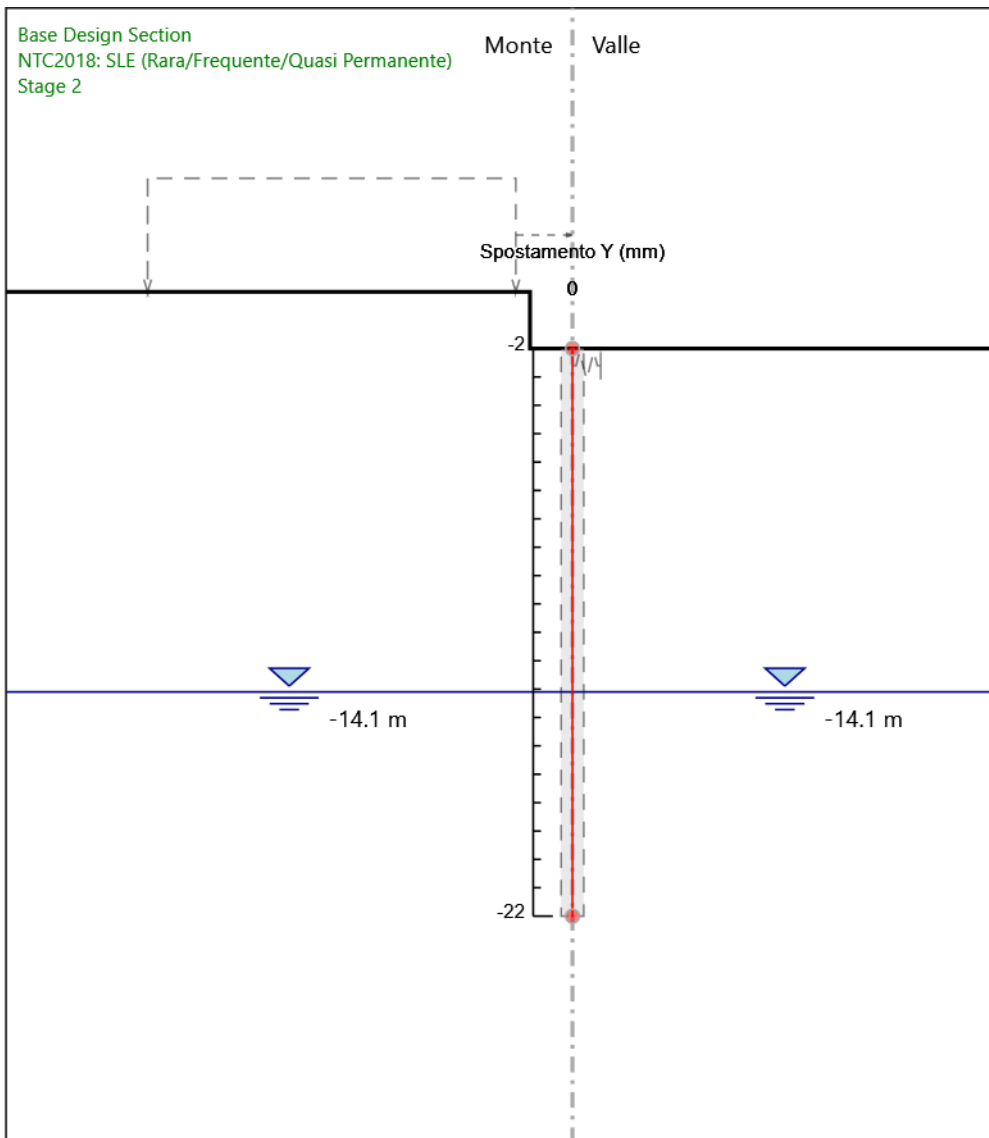 Base Design Section
NTC2018: SLE (Rara/Frequente/Quasi Permanente)
Stage 2
Monte
Valle
Spostamento Y (mm)
0
-2
-14.1 m
-14.1 m
-22